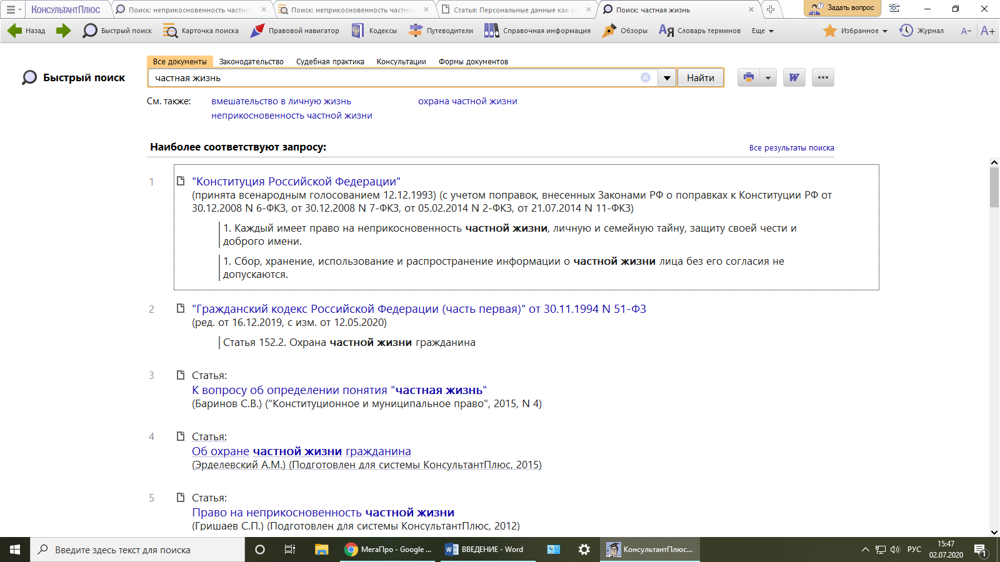 КонсультантПлюс
Поиск: неприкосновенность частно
Поиск: неприкосновенность частно
Статья: Персональные данные как о
Поиск: частная жизнь
Задать вопрос
Назад
Быстрый поиск
Карточка поиска
Правовой навигатор
Кодексы
Путеводители
Справочная информация
Обзоры
Словарь терминов
Еще
Избранное
Журнал
А−
А+
Все документы
Законодательство
Судебная практика
Консультации
Формы документов
Быстрый поиск
частная жизнь
Найти
См. также:
вмешательство в личную жизнь
охрана частной жизни
неприкосновенность частной жизни
Наиболее соответствуют запросу:
Все результаты поиска
1
"Конституция Российской Федерации"
(принята всенародным голосованием 12.12.1993) (с учетом поправок, внесенных Законами РФ о поправках к Конституции РФ от
30.12.2008 N 6-ФКЗ, от 30.12.2008 N 7-ФКЗ, от 05.02.2014 N 2-ФКЗ, от 21.07.2014 N 11-ФКЗ)
1. Каждый имеет право на неприкосновенность частной жизни, личную и семейную тайну, защиту своей чести и
доброго имени.
1. Сбор, хранение, использование и распространение информации о частной жизни лица без его согласия не
допускаются.
2
"Гражданский кодекс Российской Федерации (часть первая)" от 30.11.1994 N 51-ФЗ
(ред. от 16.12.2019, с изм. от 12.05.2020)
Статья 152.2. Охрана частной жизни гражданина
3
Статья:
К вопросу об определении понятия "частная жизнь"
(Баринов С.В.) ("Конституционное и муниципальное право", 2015, N 4)
4
Статья:
Об охране частной жизни гражданина
(Эрделевский А.М.) (Подготовлен для системы КонсультантПлюс, 2015)
5
Статья:
Право на неприкосновенность частной жизни
(Гришаев С.П.) (Подготовлен для системы КонсультантПлюс, 2012)
Введите здесь текст для поиска
МегаПро - Google ...
ВВЕДЕНИЕ - Word
КонсультантПлюс...
РУС
15:47
02.07.2020
1